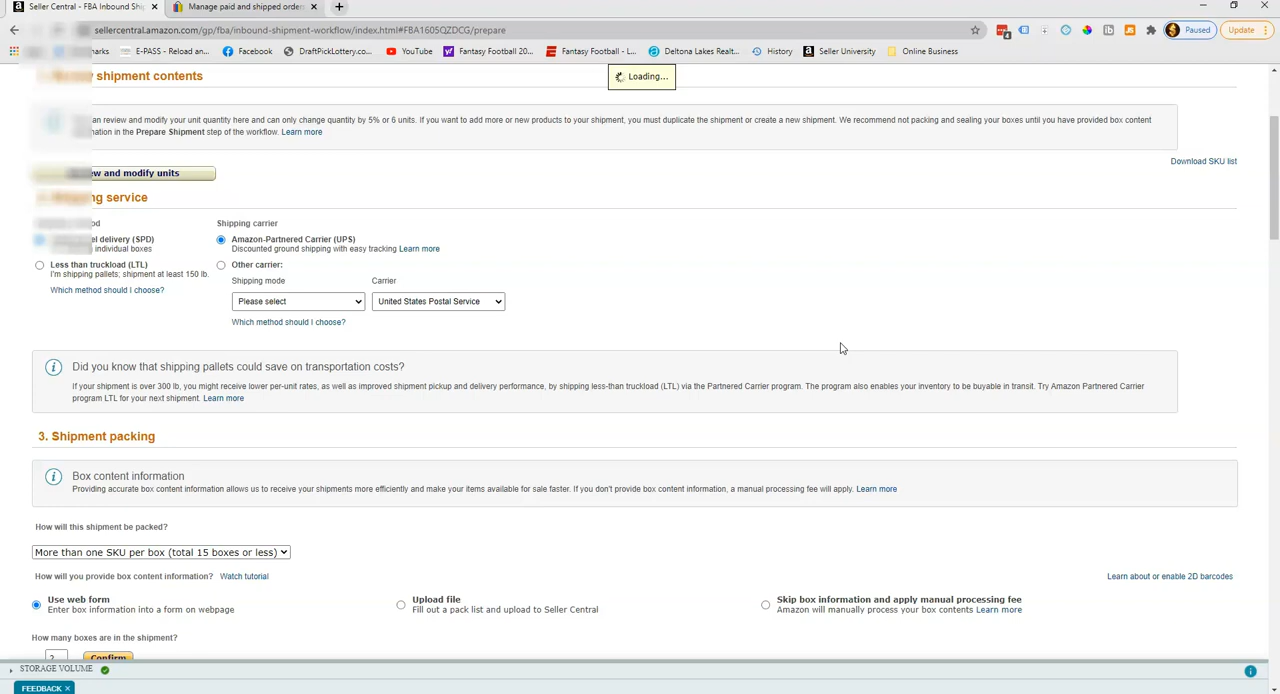 Seller Central - FBA Inbound Ship
Manage paid and shipped order
Paused
Update
sellercentral.amazon.com/gp/fba/inbound-shipment-workflow/index.html#FBA1605QZDCG/prepare
E-PASS - Reload an...
Facebook
DraftPickLottery.co...
YouTube
Fantasy Football 20...
Fantasy Football - L...
Deltona Lakes Realt...
History
Seller University
Online Business
shipment contents
Loading...
an review and modify your unit quantity here and can only change quantity by 5% or 6 units. If you want to add more or new products to your shipment, you must duplicate the shipment or create a new shipment. We recommend not packing and sealing your boxes until you have provided box content
in the Prepare Shipment step of the workflow. Learn more
Download SKU list
and modify units
service
Shipping carrier
delivery (SPD)
individual boxes
Amazon-Partnered Carrier (UPS)
Discounted ground shipping with easy tracking Learn more
Less than truckload (LTL)
I'm shipping pallets; shipment at least 150 lb.
Which method should I choose?
Other carrier:
Shipping mode
Carrier
Please select
United States Postal Service
Which method should I choose?
Did you know that shipping pallets could save on transportation costs?
If your shipment is over 300 lb, you might receive lower per-unit rates, as well as improved shipment pickup and delivery performance, by shipping less-than truckload (LTL) via the Partnered Carrier program. The program also enables your inventory to be buyable in transit. Try Amazon Partnered Carrier
program LTL for your next shipment. Learn more
3. Shipment packing
Box content information
Providing accurate box content information allows us to receive your shipments more efficiently and make your items available for sale faster. If you don't provide box content information, a manual processing fee will apply. Learn more
How will this shipment be packed?
More than one SKU per box (total 15 boxes or less)
How will you provide box content information? Watch tutorial
Learn about or enable 2D barcodes
Use web form
Enter box information into a form on webpage
Upload file
Fill out a pack list and upload to Seller Central
Skip box information and apply manual processing fee
Amazon will manually process your box contents Learn more
How many boxes are in the shipment?
2
Confirm
STORAGE VOLUME
FEEDBACK